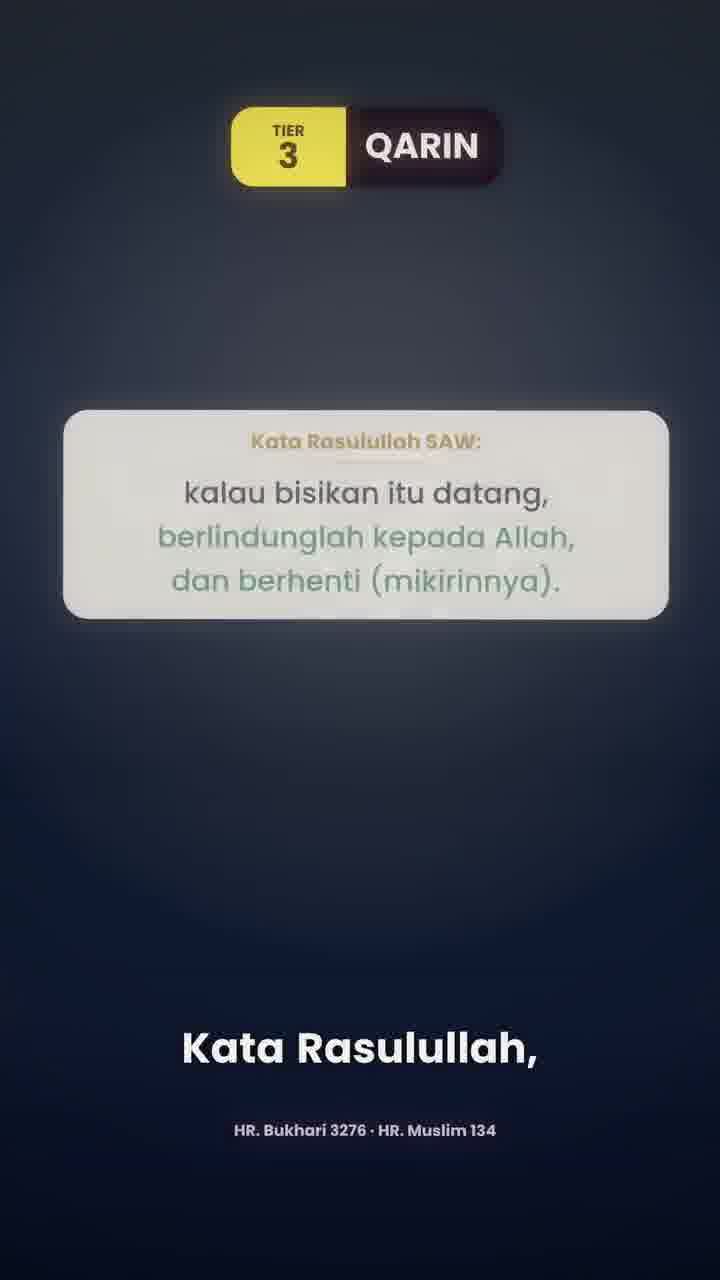 TIER
3
QARIN
Kata Rasulullah SAW:
kalau bisikan itu datang,
berlindunglah kepada Allah,
dan berhenti (mikirinnya).
Kata Rasulullah,
HR. Bukhari 3276 · HR. Muslim 134